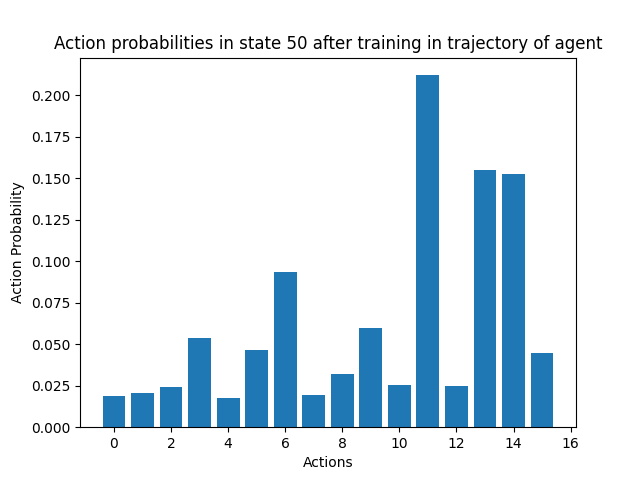 Action probabilities in state 50 after training in trajectory of agent
0.200
0.175
0.150
0.125
0.100
0.075
0.050
0.025
0.000
Action Probability
0 2 4 6 8 10 12 14 16
Actions